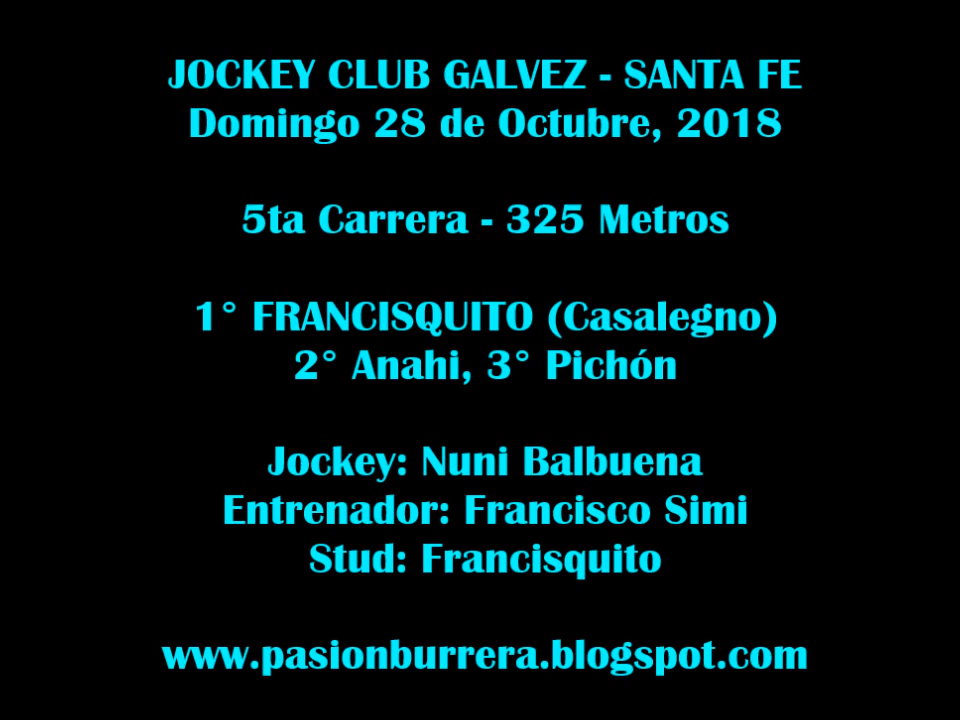 JOCKEY CLUB GALVEZ - SANTA FE
Domingo 28 de Octubre, 2018
5ta Carrera - 325 Metros
1° FRANCISQUITO (Casalegno)
2° Anahi, 3° Pichón
Jockey: Nuni Balbuena
Entrenador: Francisco Simi
Stud: Francisquito
www.pasionburrera.blogspot.com